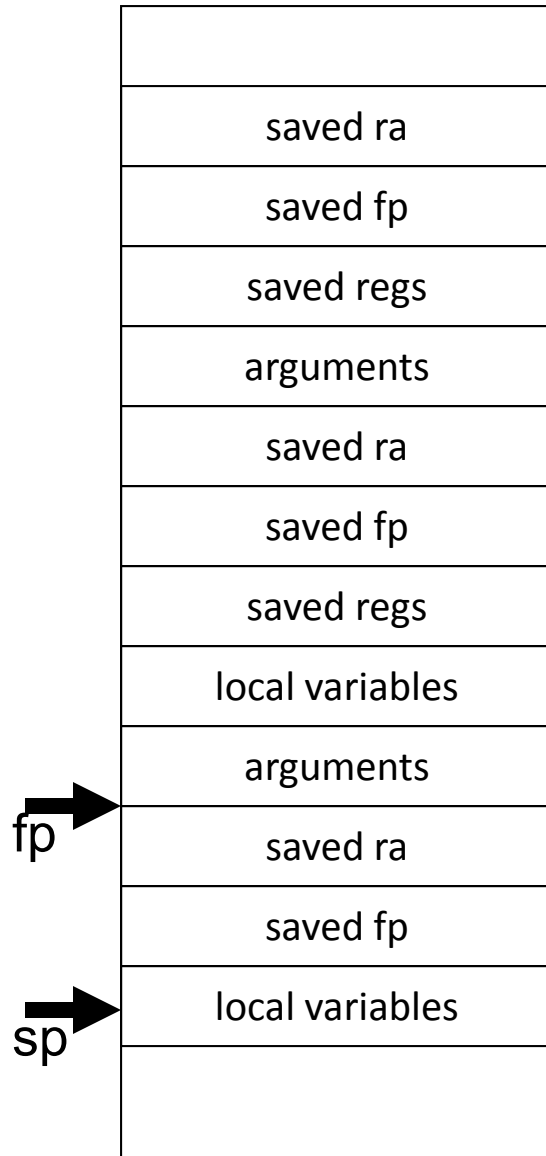 saved ra
saved fp
saved regs
arguments
saved ra
saved fp
saved regs
local variables
arguments
fp
saved ra
saved fp
local variables
sp